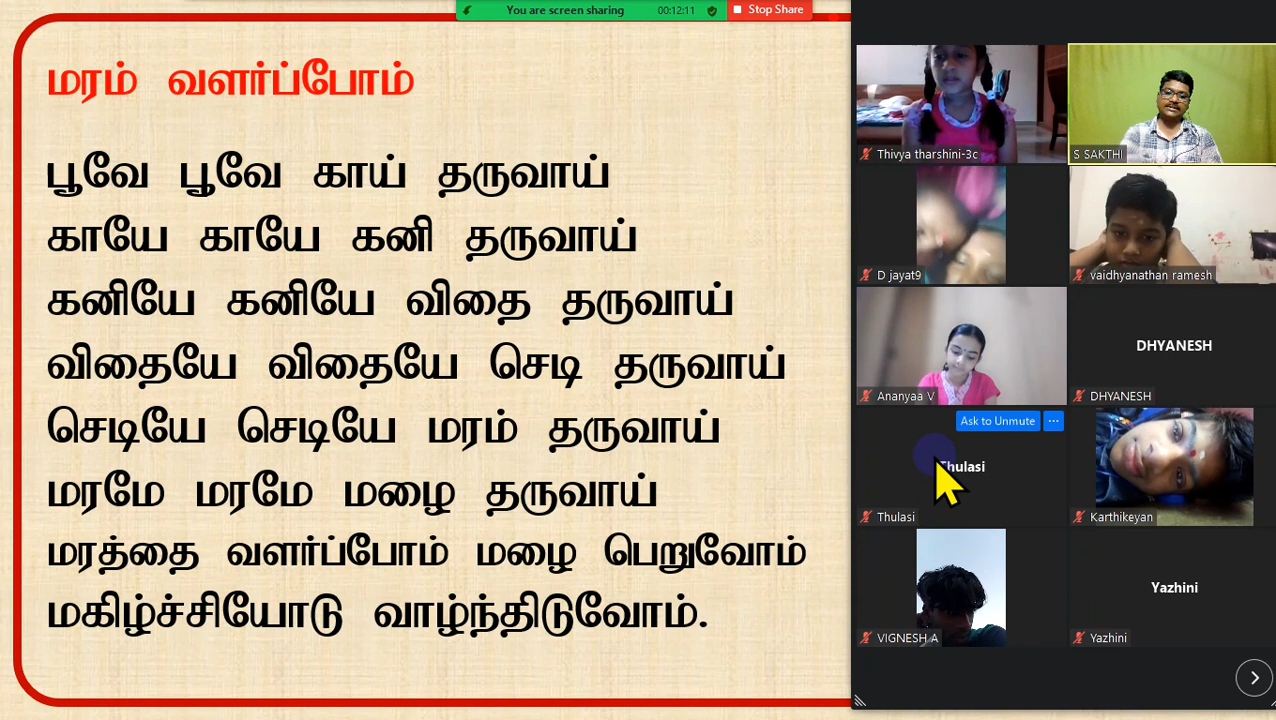 You are screen sharing 00:12:11 Stop Share
மரம் வளர்ப்போம்
பூவே பூவே காய் தருவாய்
காயே காயே கனி தருவாய்
கனியே கனியே விதை தருவாய்
விதையே விதையே செடி தருவாய்
செடியே செடியே மரம் தருவாய்
மரமே மரமே மழை தருவாய்
மரத்தை வளர்ப்போம் மழை பெறுவோம்
மகிழ்ச்சியோடு வாழ்ந்திடுவோம்.
Thivya tharshini-3c
S SAKTHI
D jayat9
vaidhyanathan ramesh
Ananyaa V
DHYANESH
DHYANESH
Ask to Unmute ...
Thulasi
Thulasi
Karthikeyan
VIGNESH A
Yazhini
Yazhini